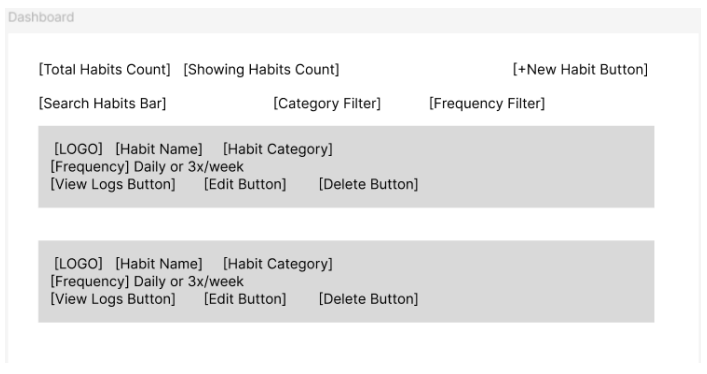 Dashboard
[Total Habits Count] [Showing Habits Count] [+New Habit Button]
[Search Habits Bar] [Category Filter] [Frequency Filter]
[LOGO] [Habit Name] [Habit Category]
[Frequency] Daily or 3x/week
[View Logs Button] [Edit Button] [Delete Button]
[LOGO] [Habit Name] [Habit Category]
[Frequency] Daily or 3x/week
[View Logs Button] [Edit Button] [Delete Button]